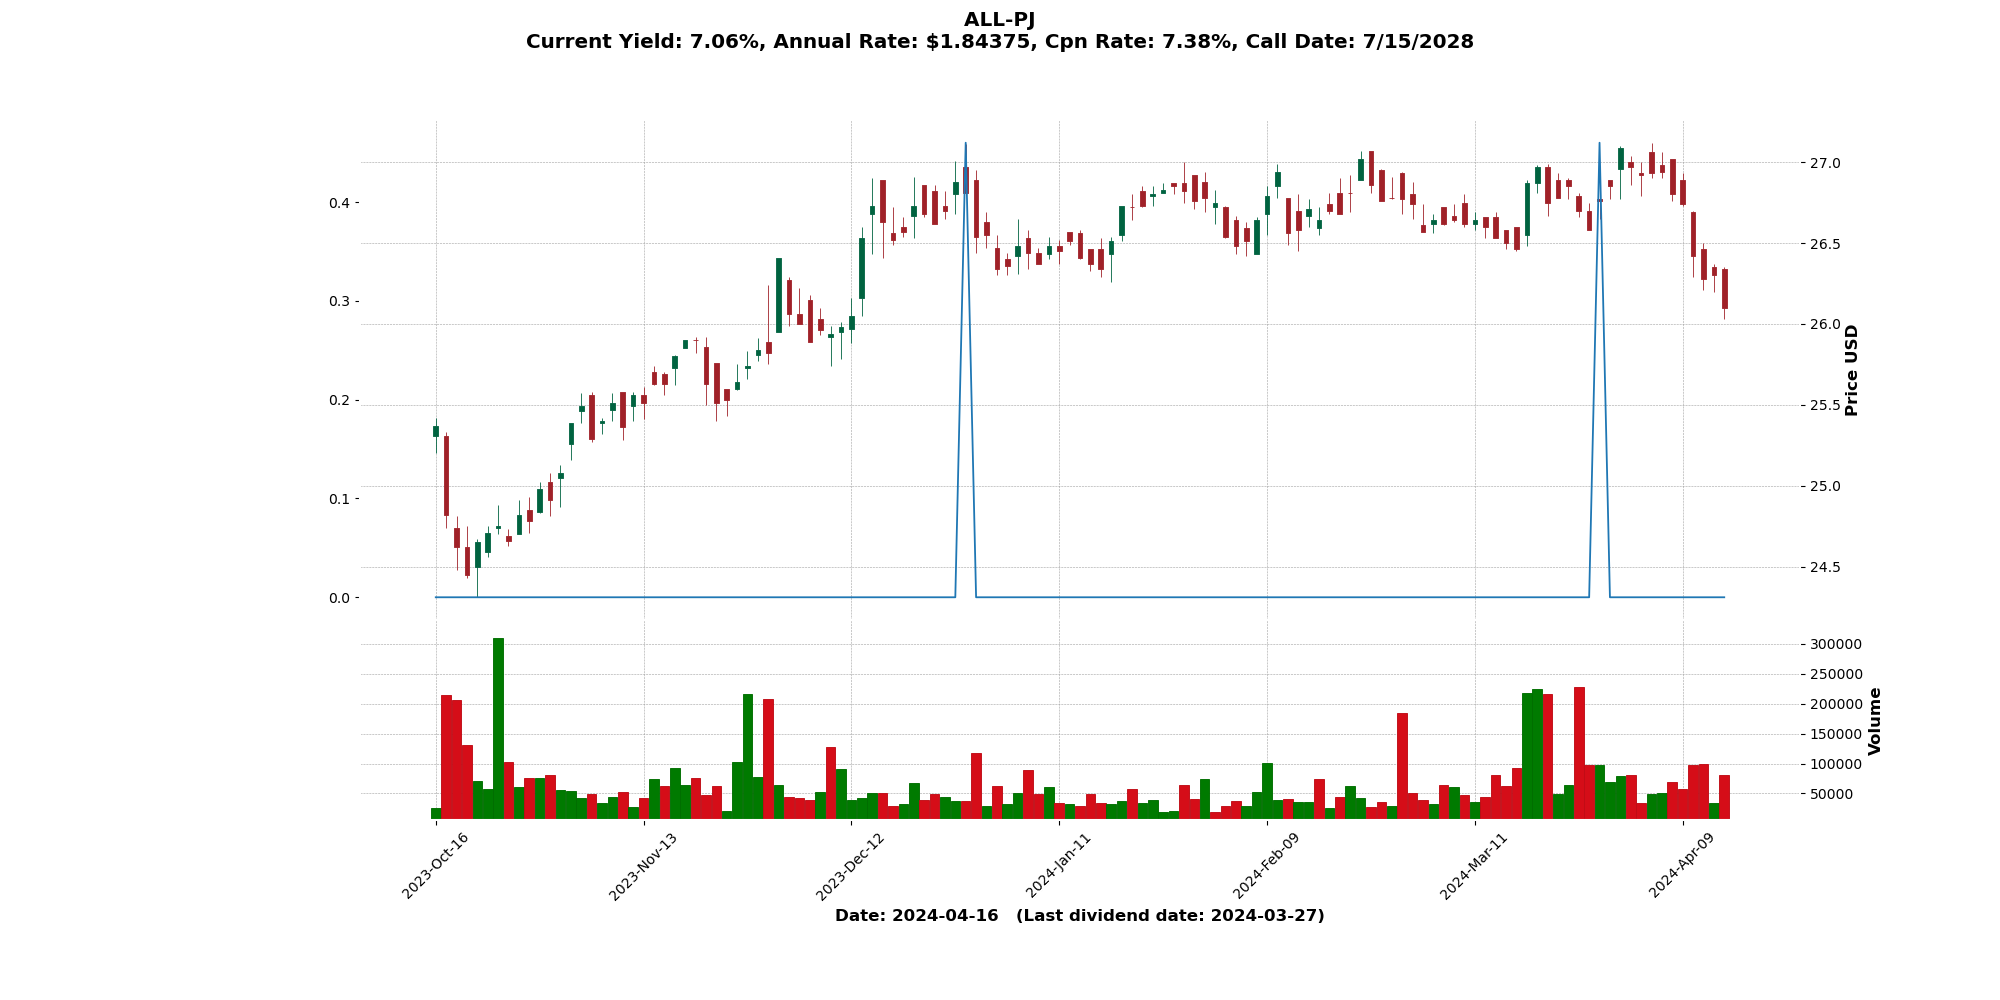 ALL-PJ
Current Yield: 7.06%, Annual Rate: $1.84375, Cpn Rate: 7.38%, Call Date: 7/15/2028
0.4
0.3
0.2
0.1
0.0
27.0
26.5
26.0
25.5
25.0
24.5
Price USD
300000
250000
200000
150000
100000
50000
Volume
2023-Oct-16
2023-Nov-13
2023-Dec-12
2024-Jan-11
2024-Feb-09
2024-Mar-11
2024-Apr-09
Date: 2024-04-16 (Last dividend date: 2024-03-27)